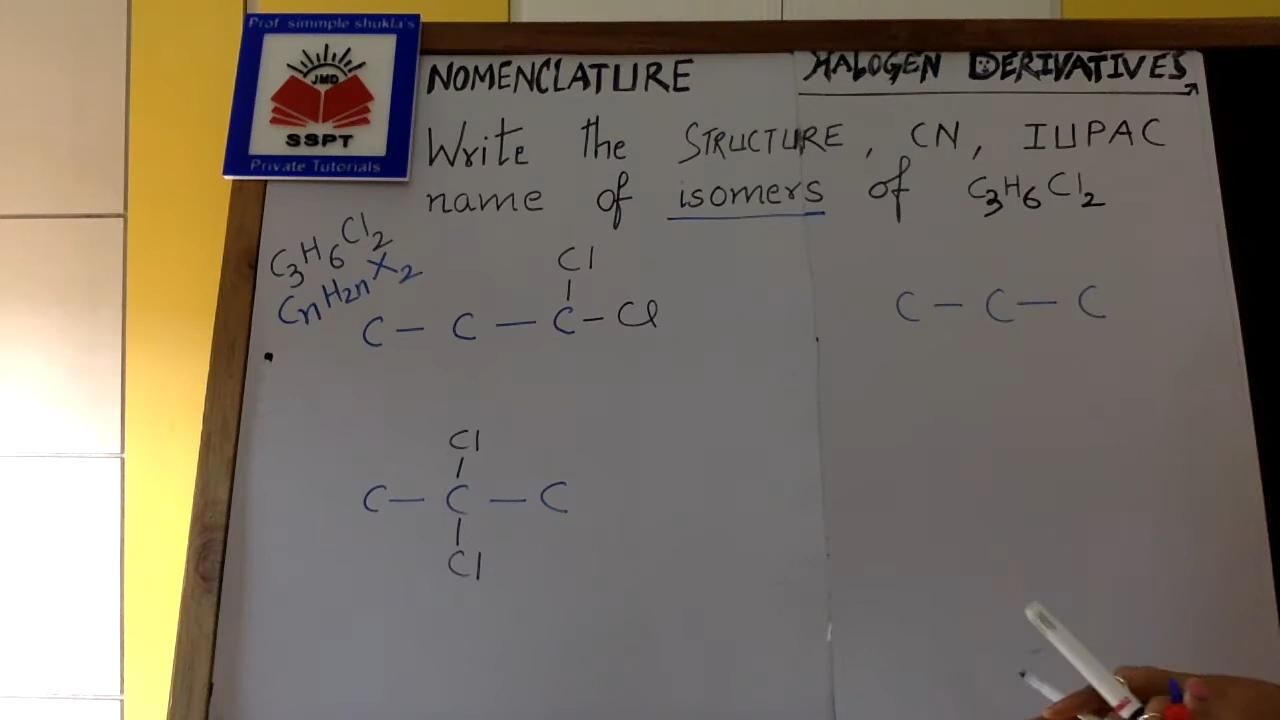 Prof simmple shukla's
JMD
SSPT
Private Tutorials
NOMENCLATURE
HALOGEN DERIVATIVES
Write the STRUCTURE, CN, IUPAC
name of isomers of C3H6Cl2
C3H6Cl2
CnH2nX2
Cl
C - C - C - Cl
C - C - C
Cl
C - C - C
Cl